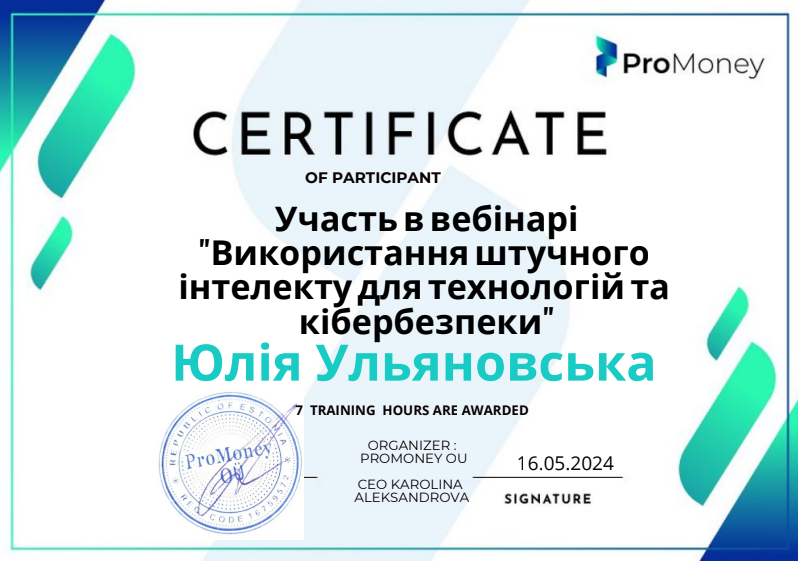 ProMoney
CERTIFICATE
OF PARTICIPANT
Участь в вебінарі
"Використання штучного
інтелекту для технологій та
кібербезпеки"
Юлія Ульяновська
7 TRAINING HOURS ARE AWARDED
REPUBLIC OF ESTONIA
ProMoney
OÜ
REG CODE 16759572
ORGANIZER :
PROMONEY OU
CEO KAROLINA
ALEKSANDROVA
16.05.2024
SIGNATURE